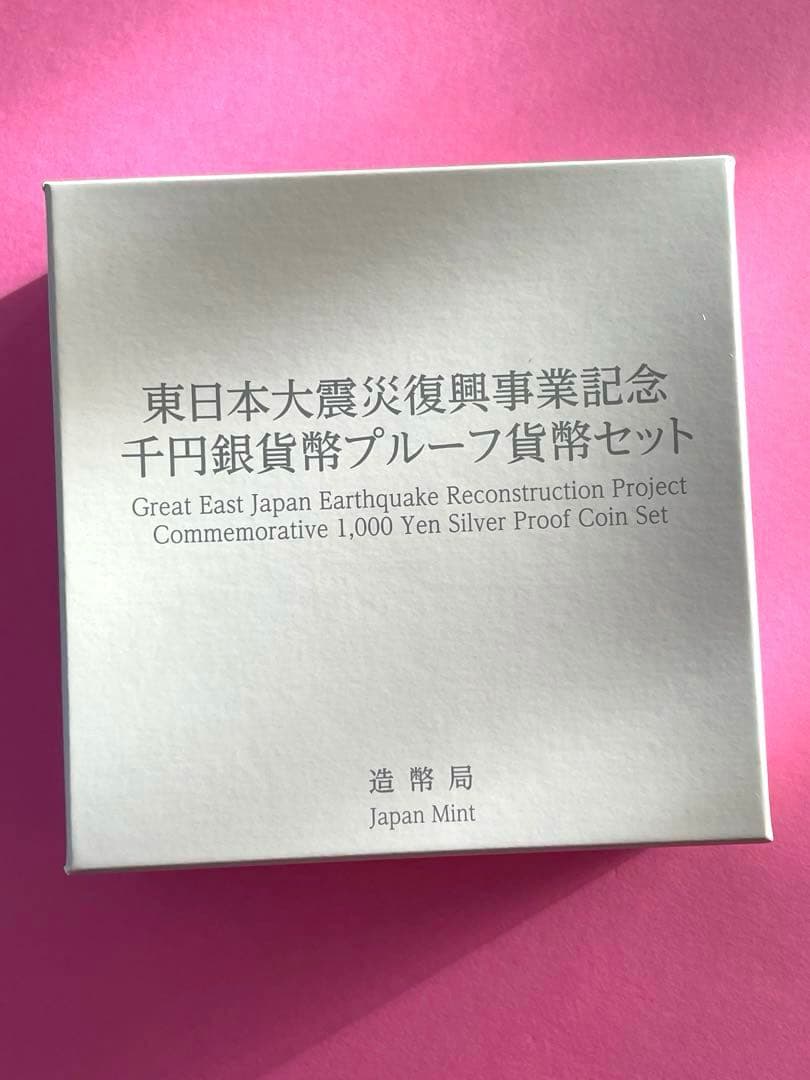 東日本大震災復興事業記念
千円銀貨幣プルーフ貨幣セット
Great East Japan Earthquake Reconstruction Project
Commemorative 1,000 Yen Silver Proof Coin Set
造幣局
Japan Mint